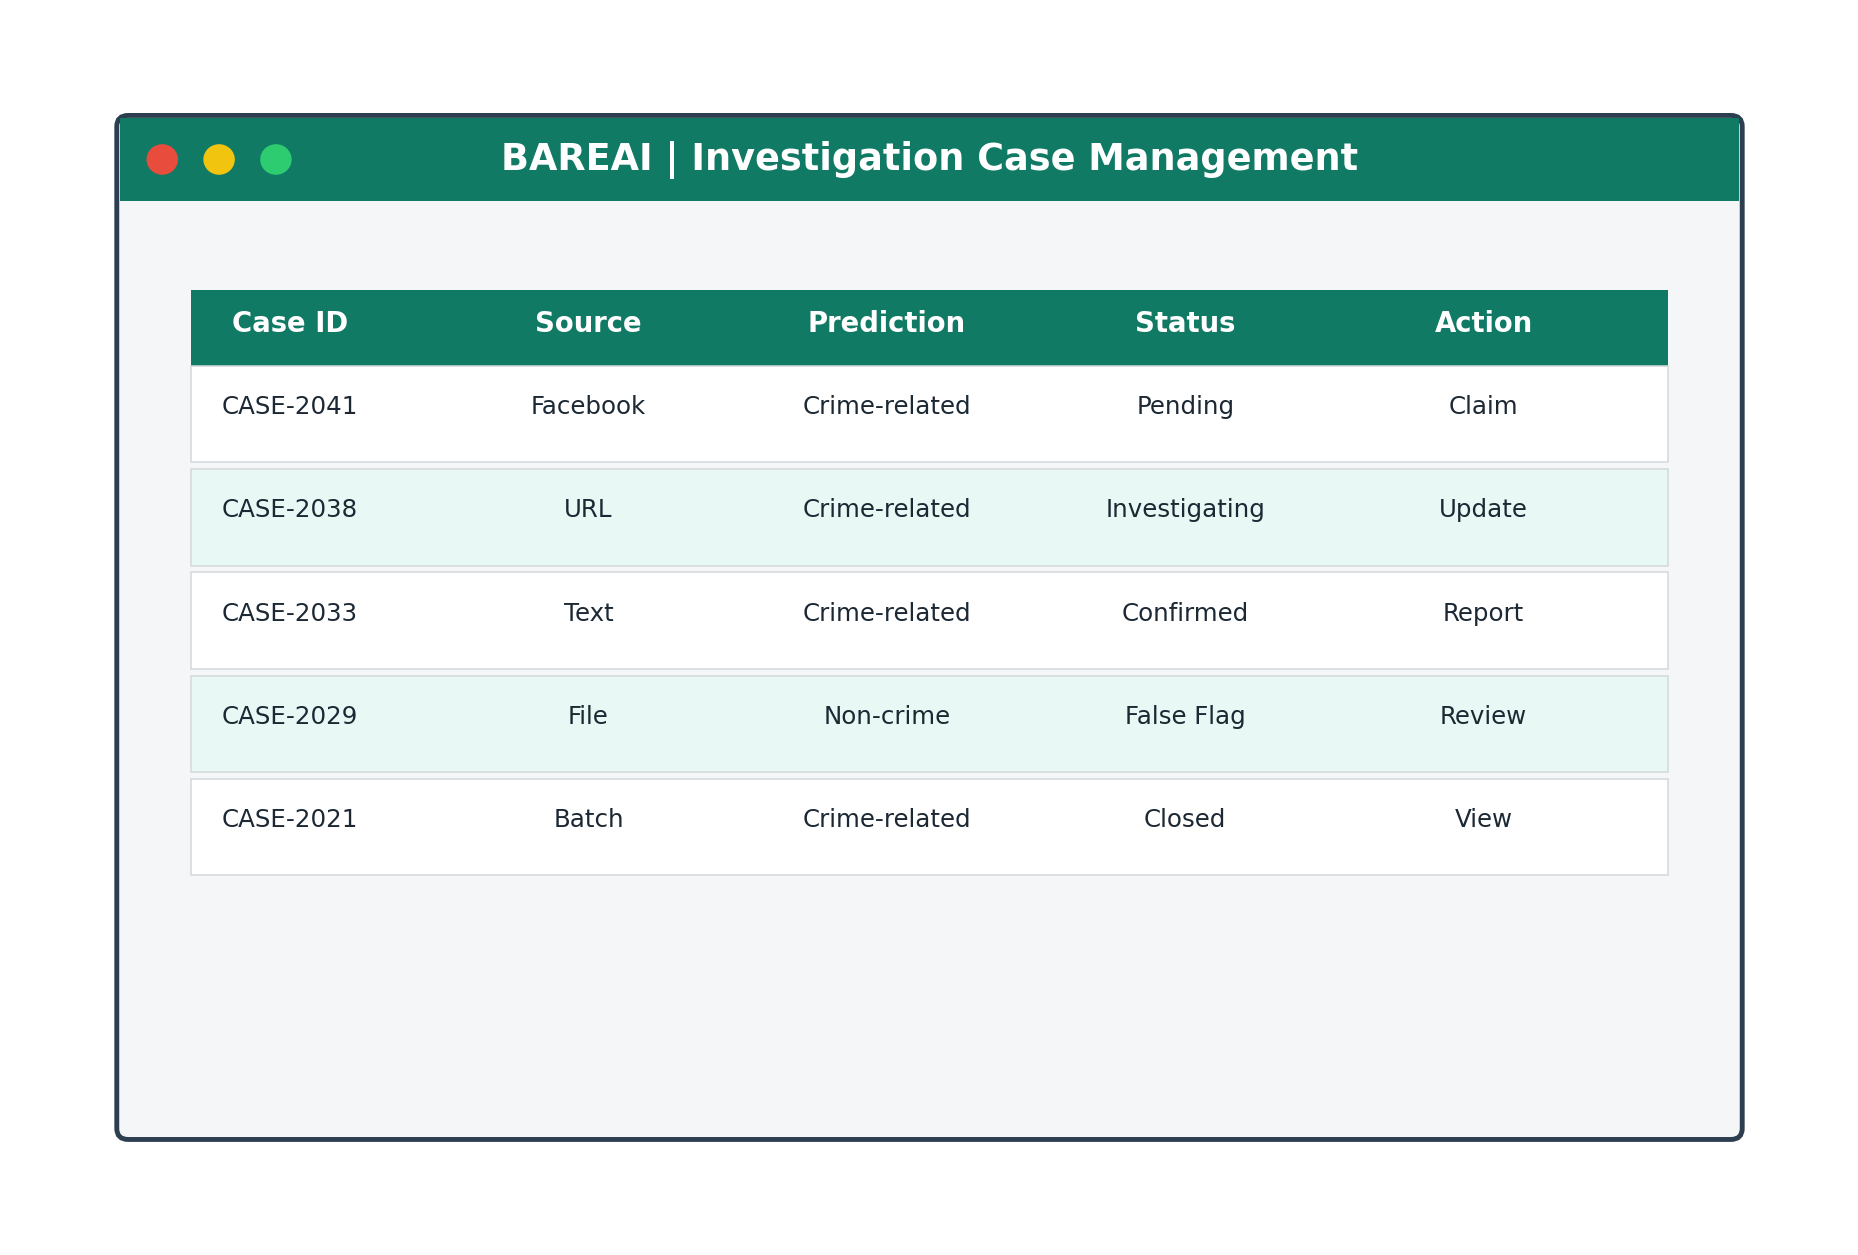 BAREAI | Investigation Case Management
Case ID Source Prediction Status Action
CASE-2041 Facebook Crime-related Pending Claim
CASE-2038 URL Crime-related Investigating Update
CASE-2033 Text Crime-related Confirmed Report
CASE-2029 File Non-crime False Flag Review
CASE-2021 Batch Crime-related Closed View